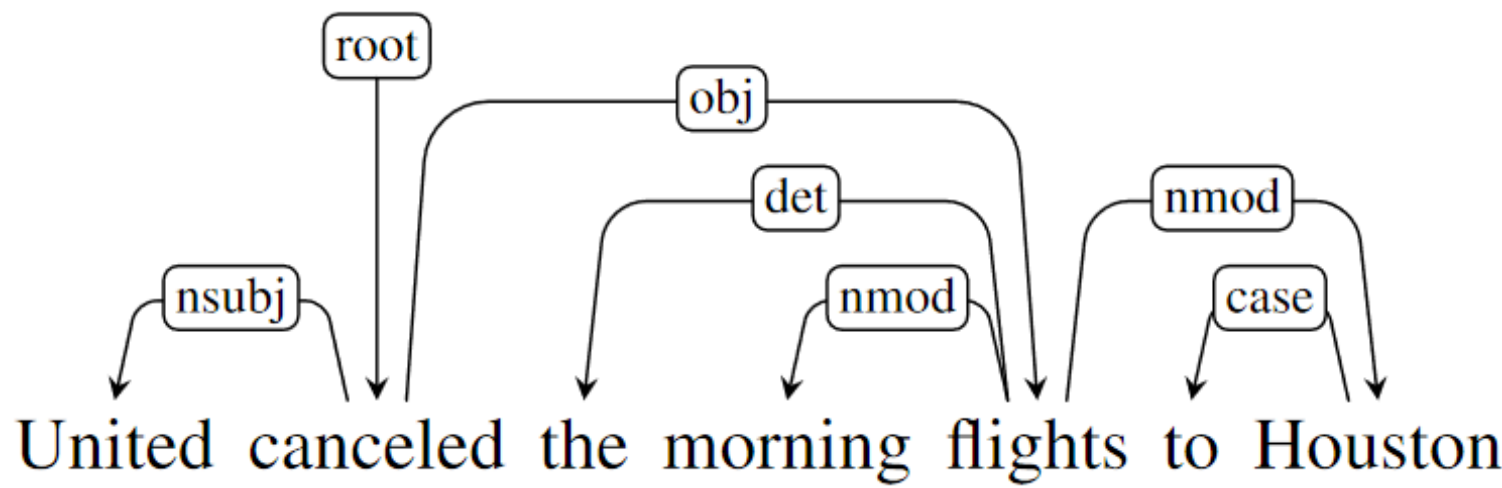 root
obj
det nmod
nsubj nmod case
United canceled the morning flights to Houston